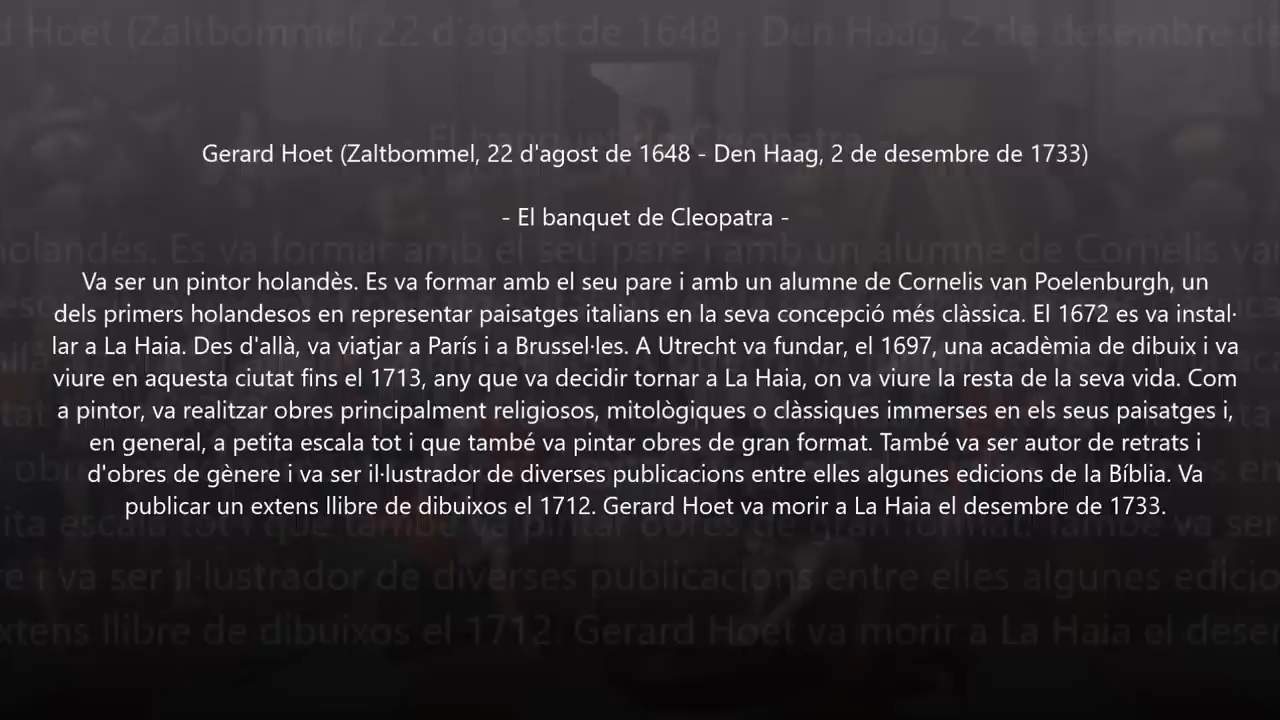 Gerard Hoet (Zaltbommel, 22 d'agost de 1648 - Den Haag, 2 de desembre de 1733)
- El banquet de Cleopatra -
Va ser un pintor holandès. Es va formar amb el seu pare i amb un alumne de Cornelis van Poelenburgh, un
dels primers holandesos en representar paisatges italians en la seva concepció més clàssica. El 1672 es va instal·
lar a La Haia. Des d'allà, va viatjar a París i a Brussel·les. A Utrecht va fundar, el 1697, una acadèmia de dibuix i va
viure en aquesta ciutat fins el 1713, any que va decidir tornar a La Haia, on va viure la resta de la seva vida. Com
a pintor, va realitzar obres principalment religiosos, mitològiques o clàssiques immerses en els seus paisatges i,
en general, a petita escala tot i que també va pintar obres de gran format. També va ser autor de retrats i
d'obres de gènere i va ser il·lustrador de diverses publicacions entre elles algunes edicions de la Bíblia. Va
publicar un extens llibre de dibuixos el 1712. Gerard Hoet va morir a La Haia el desembre de 1733.